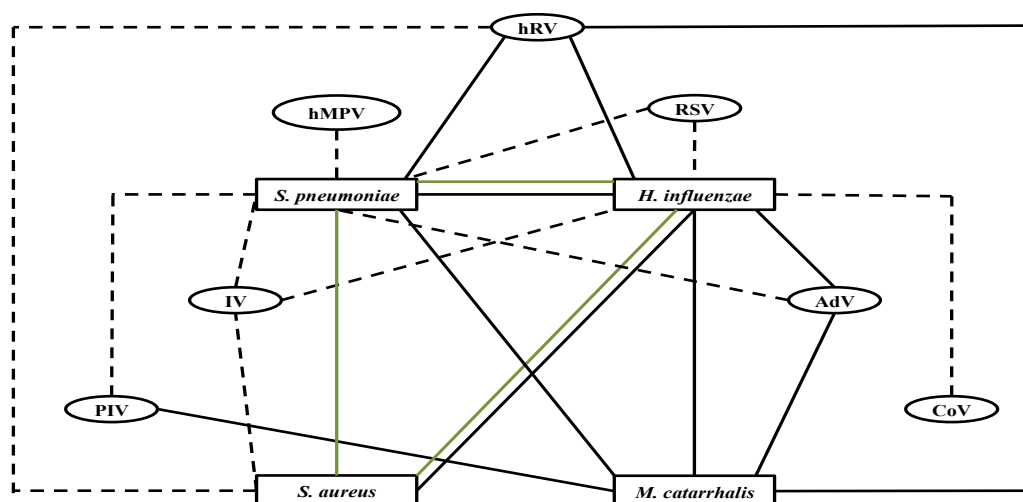 hRV
hMPV
RSV
S. pneumoniae
H. influenzae
IV
AdV
PIV
CoV
S. aureus
M. catarrhalis